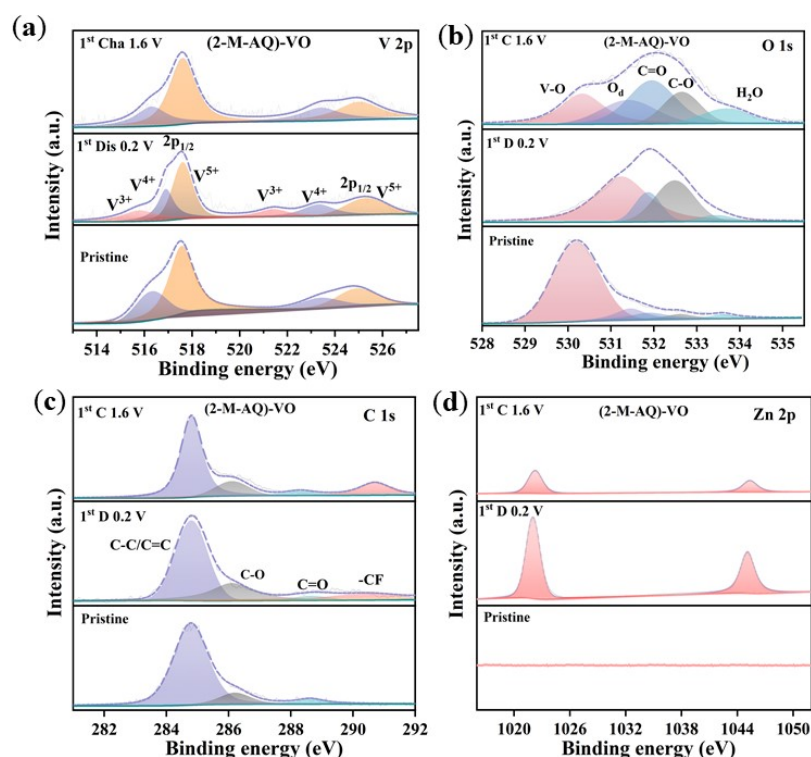 (a)
1st Cha 1.6 V (2-M-AQ)-VO V 2p
1st Dis 0.2 V 2p1/2
V3+ V4+ V5+ V3+ V4+ 2p1/2 V5+
Pristine
514 516 518 520 522 524 526
Binding energy (eV)
Intensity (a.u.)
(b)
1st C 1.6 V (2-M-AQ)-VO O 1s
V-O Od C=O C-O H2O
1st D 0.2 V
Pristine
528 529 530 531 532 533 534 535
Binding energy (eV)
Intensity (a.u.)
(c)
1st C 1.6 V (2-M-AQ)-VO C 1s
1st D 0.2 V
C-C/C=C C-O C=O -CF
Pristine
282 284 286 288 290 292
Binding energy (eV)
Intensity (a.u.)
(d)
1st C 1.6 V (2-M-AQ)-VO Zn 2p
1st D 0.2 V
Pristine
1020 1026 1032 1038 1044 1050
Binding energy (eV)
Intensity (a.u.)